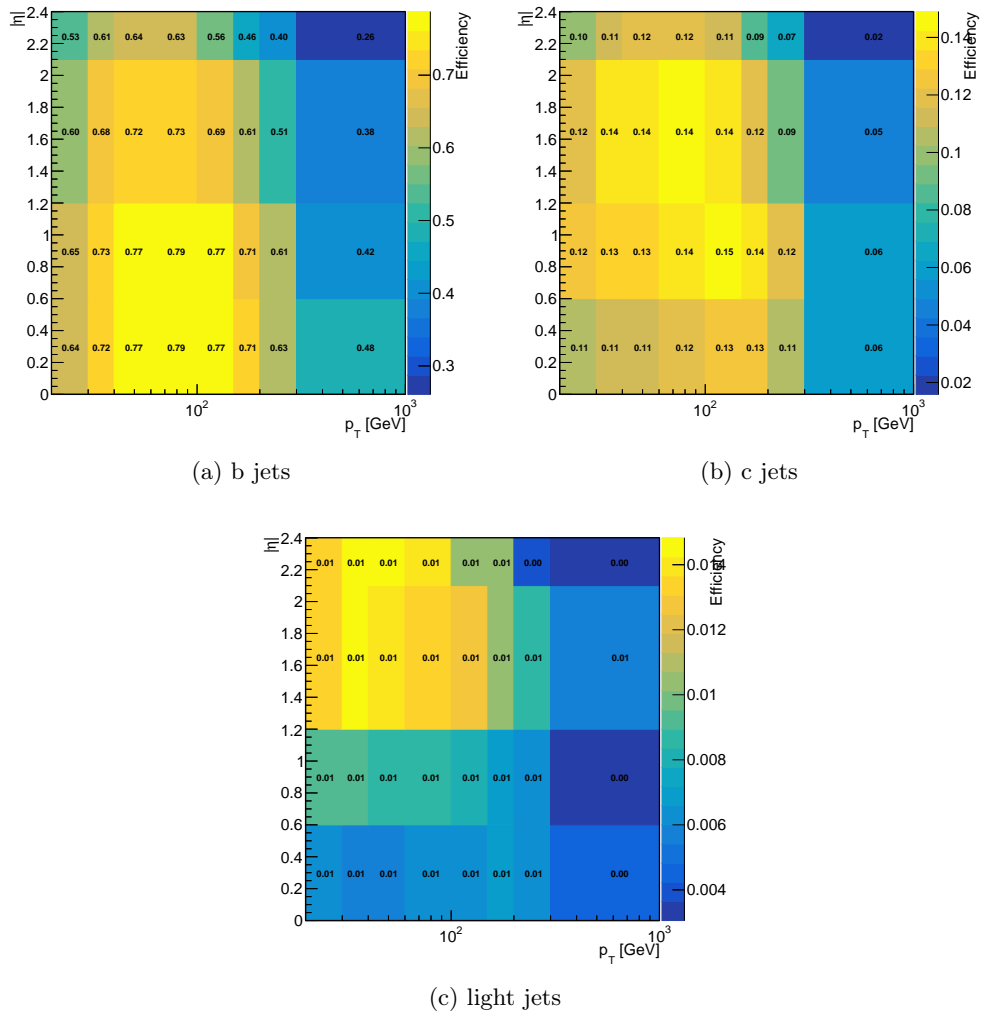 |η|
2.4
2.2
2
1.8
1.6
1.4
1.2
1
0.8
0.6
0.4
0.2
0
0.53 0.61 0.64 0.63 0.56 0.46 0.40 0.26
0.60 0.68 0.72 0.73 0.69 0.61 0.51 0.38
0.65 0.73 0.77 0.79 0.77 0.71 0.61 0.42
0.64 0.72 0.77 0.79 0.77 0.71 0.63 0.48
10² 10³
p_T [GeV]
Efficiency
0.7
0.6
0.5
0.4
0.3
(a) b jets
|η|
2.4
2.2
2
1.8
1.6
1.4
1.2
1
0.8
0.6
0.4
0.2
0
0.10 0.11 0.12 0.12 0.11 0.09 0.07 0.02
0.12 0.14 0.14 0.14 0.14 0.12 0.09 0.05
0.12 0.13 0.13 0.14 0.15 0.14 0.12 0.06
0.11 0.11 0.11 0.12 0.13 0.13 0.11 0.06
10² 10³
p_T [GeV]
Efficiency
0.14
0.12
0.1
0.08
0.06
0.04
0.02
(b) c jets
|η|
2.4
2.2
2
1.8
1.6
1.4
1.2
1
0.8
0.6
0.4
0.2
0
0.01 0.01 0.01 0.01 0.01 0.01 0.00 0.00
0.01 0.01 0.01 0.01 0.01 0.01 0.01 0.01
0.01 0.01 0.01 0.01 0.01 0.01 0.01 0.00
0.01 0.01 0.01 0.01 0.01 0.01 0.01 0.00
10² 10³
p_T [GeV]
Efficiency
0.014
0.012
0.01
0.008
0.006
0.004
(c) light jets